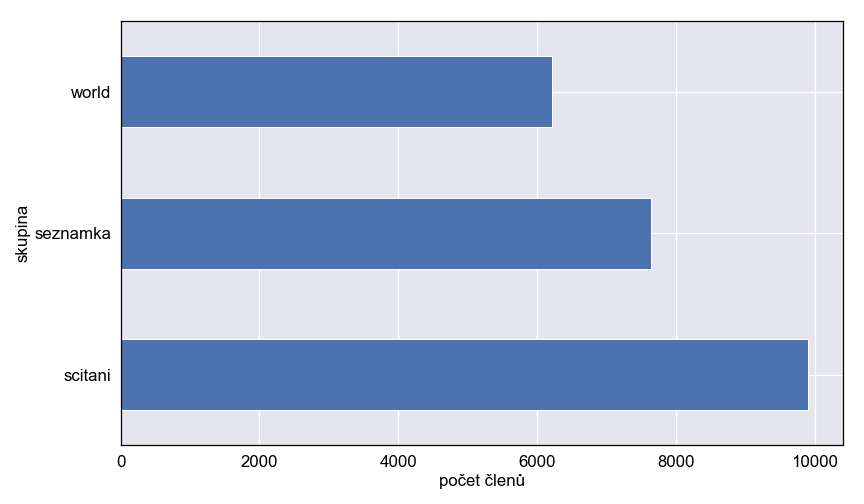 world
seznamka
scitani
skupina
0 2000 4000 6000 8000 10000
počet členů